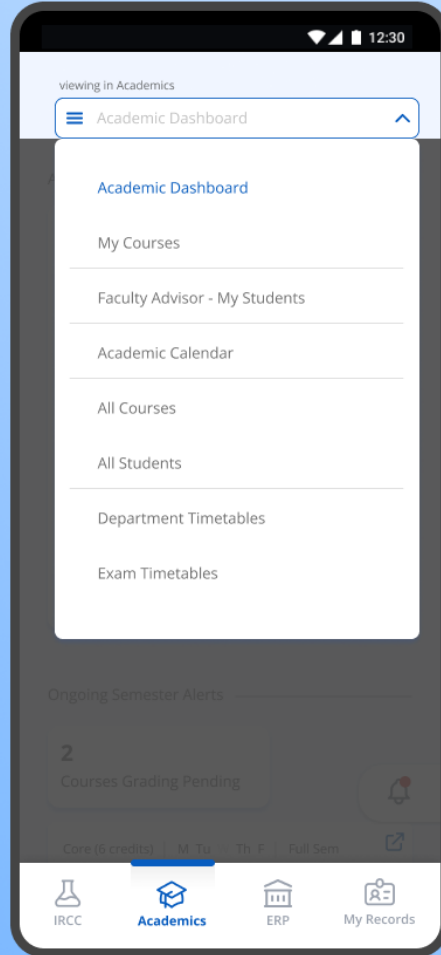 12:30
viewing in Academics
Academic Dashboard
Academic Dashboard
My Courses
Faculty Advisor - My Students
Academic Calendar
All Courses
All Students
Department Timetables
Exam Timetables
Ongoing Semester Alerts
2
Courses Grading Pending
Core (6 credits) M Tu Th F Full Sem
IRCC
Academics
ERP
My Records